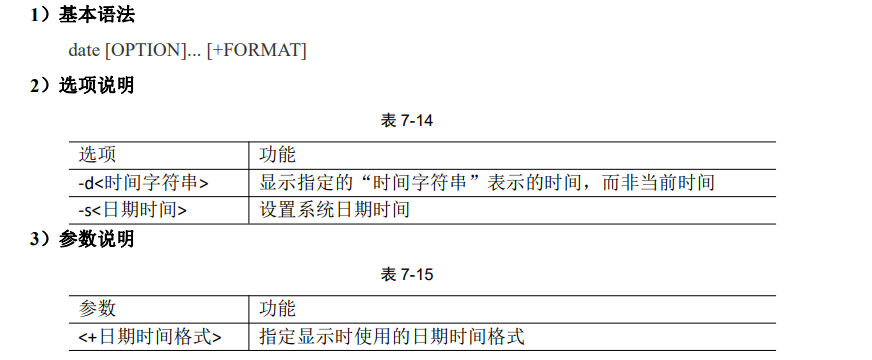 1）基本语法
date [OPTION]... [+FORMAT]
2）选项说明
表 7-14
选项 功能
-d<时间字符串> 显示指定的“时间字符串”表示的时间，而非当前时间
-s<日期时间> 设置系统日期时间
3）参数说明
表 7-15
参数 功能
<+日期时间格式> 指定显示时使用的日期时间格式